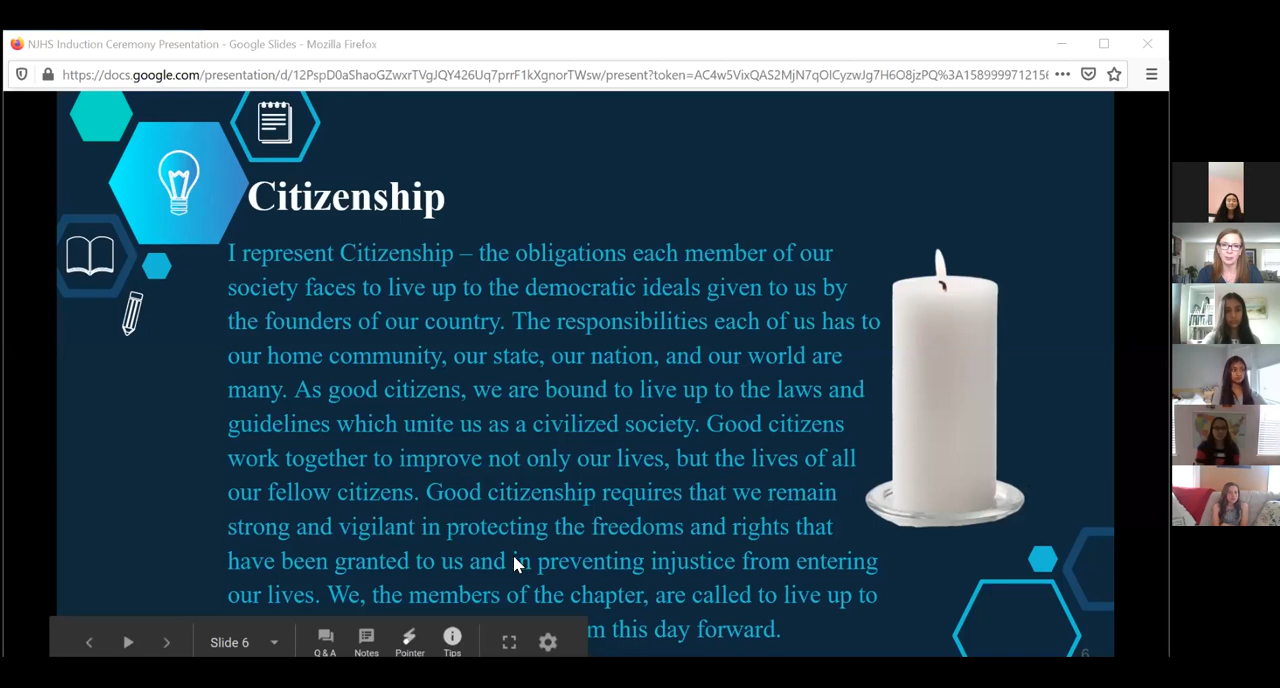 NJHS Induction Ceremony Presentation - Google Slides - Mozilla Firefox
https://docs.google.com/presentation/d/12PspD0aShaoGZwxrTVgJQY426Uq7prrF1kXgnorTWsw/present?token=AC4w5VixQAS2MjN7qOlCyzwJg7H6O8jzPQ%3A1589999712156
Citizenship
I represent Citizenship – the obligations each member of our
society faces to live up to the democratic ideals given to us by
the founders of our country. The responsibilities each of us has to
our home community, our state, our nation, and our world are
many. As good citizens, we are bound to live up to the laws and
guidelines which unite us as a civilized society. Good citizens
work together to improve not only our lives, but the lives of all
our fellow citizens. Good citizenship requires that we remain
strong and vigilant in protecting the freedoms and rights that
have been granted to us and in preventing injustice from entering
our lives. We, the members of the chapter, are called to live up to
this day forward.
Slide 6
Q&A
Notes
Pointer
Tips
6